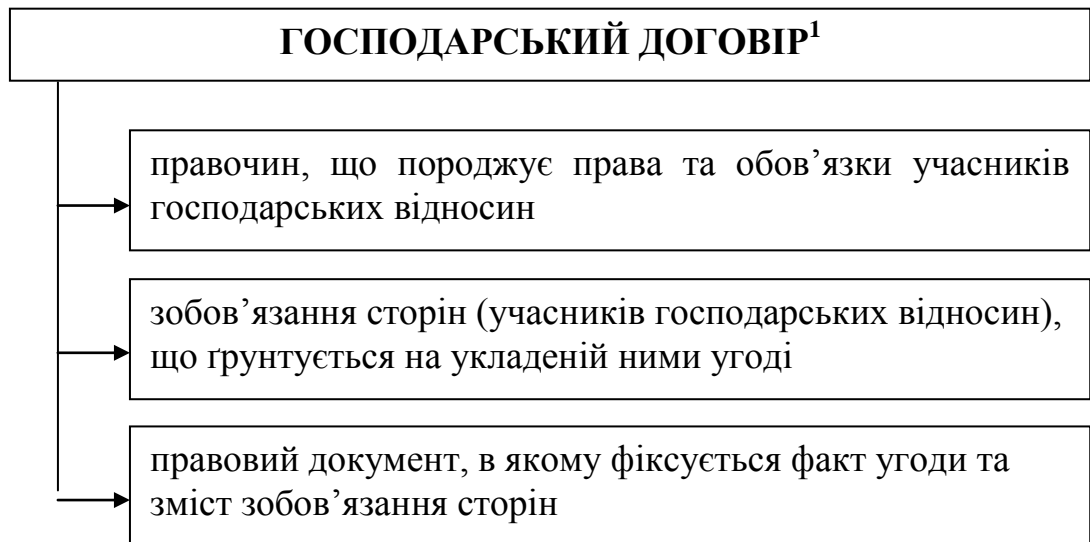 ГОСПОДАРСЬКИЙ ДОГОВІР¹
правочин, що породжує права та обов’язки учасників
господарських відносин
зобов’язання сторін (учасників господарських відносин),
що ґрунтується на укладеній ними угоді
правовий документ, в якому фіксується факт угоди та
зміст зобов’язання сторін